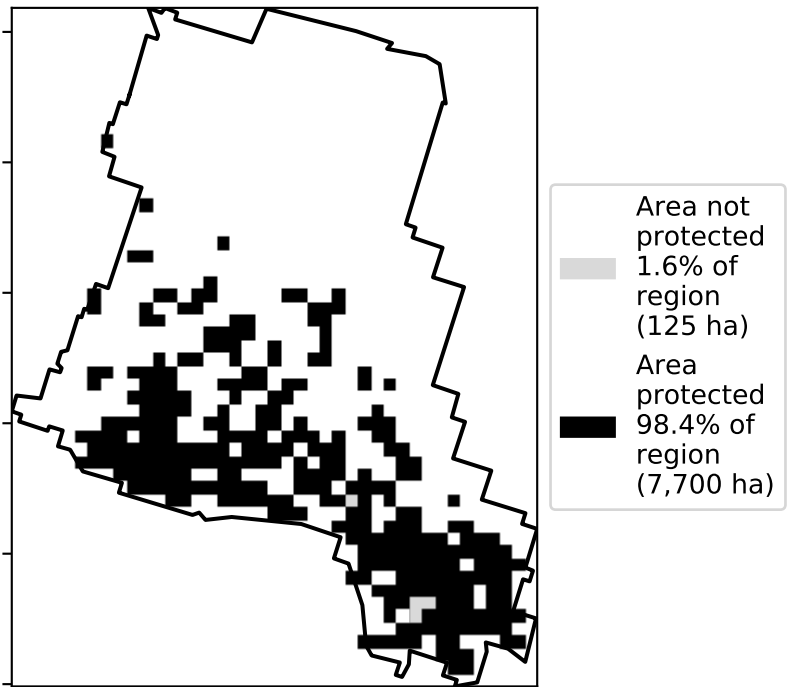 Area not
protected
1.6% of
region
(125 ha)
Area
protected
98.4% of
region
(7,700 ha)